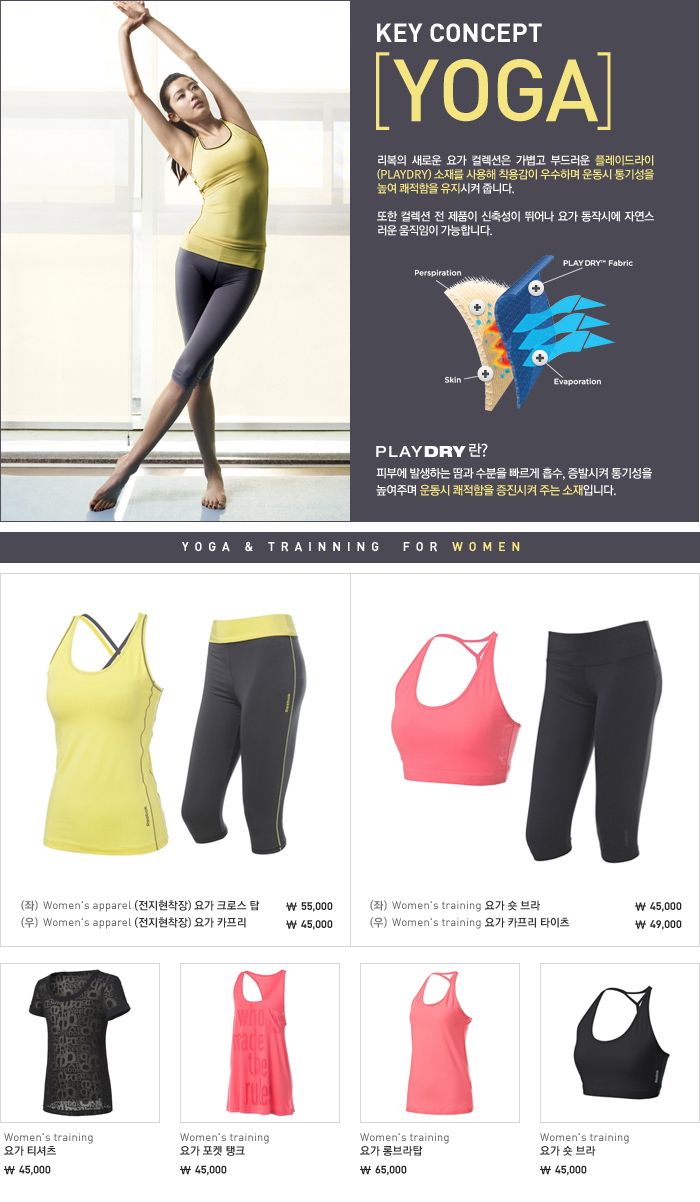 KEY CONCEPT
[YOGA]
리복의 새로운 요가 컬렉션은 가볍고 부드러운 플레이드라이
(PLAYDRY) 소재를 사용해 착용감이 우수하며 운동시 통기성을
높여 쾌적함을 유지시켜 줍니다.
또한 컬렉션 전 제품이 신축성이 뛰어나 요가 동작시에 자연스
러운 움직임이 가능합니다.
PLAY DRY™ Fabric
Perspiration
Skin
Evaporation
PLAYDRY란?
피부에 발생하는 땀과 수분을 빠르게 흡수, 증발시켜 통기성을
높여주며 운동시 쾌적함을 증진시켜 주는 소재입니다.
YOGA & TRAINNING FOR WOMEN
Reebok
Reebok
(좌) Women's apparel (전지현착장) 요가 크로스 탑 ₩ 55,000
(우) Women's apparel (전지현착장) 요가 카프리 ₩ 45,000
(좌) Women's training 요가 숏 브라 ₩ 45,000
(우) Women's training 요가 카프리 타이츠 ₩ 49,000
who
made
the
rules
Women's training
요가 티셔츠
₩ 45,000
Women's training
요가 포켓 탱크
₩ 45,000
Women's training
요가 롱브라탑
₩ 65,000
Women's training
요가 숏 브라
₩ 45,000